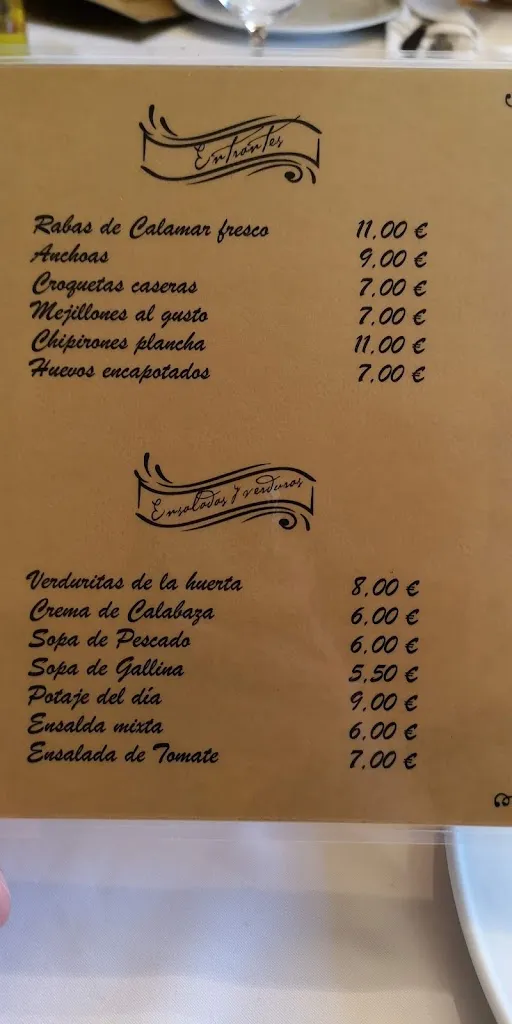 Entrantes
Rabas de Calamar fresco 11,00 €
Anchoas 9,00 €
Croquetas caseras 7,00 €
Mejillones al gusto 7,00 €
Chipirones plancha 11,00 €
Huevos encapotados 7,00 €
Ensaladas y verduras
Verduritas de la huerta 8,00 €
Crema de Calabaza 6,00 €
Sopa de Pescado 6,00 €
Sopa de Gallina 5,50 €
Potaje del día 9,00 €
Ensalda mixta 6,00 €
Ensalada de Tomate 7,00 €